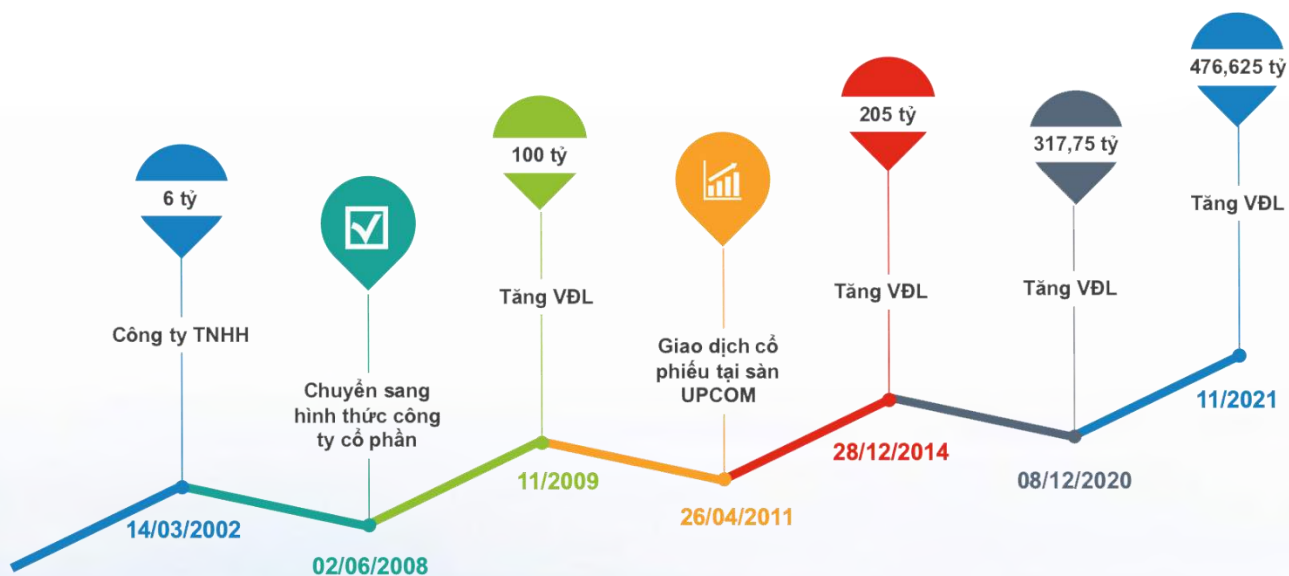 6 tỷ
Công ty TNHH
14/03/2002
Chuyển sang
hình thức công
ty cổ phần
02/06/2008
100 tỷ
Tăng VĐL
11/2009
Giao dịch cổ
phiếu tại sàn
UPCOM
26/04/2011
205 tỷ
Tăng VĐL
28/12/2014
317,75 tỷ
Tăng VĐL
08/12/2020
476,625 tỷ
Tăng VĐL
11/2021